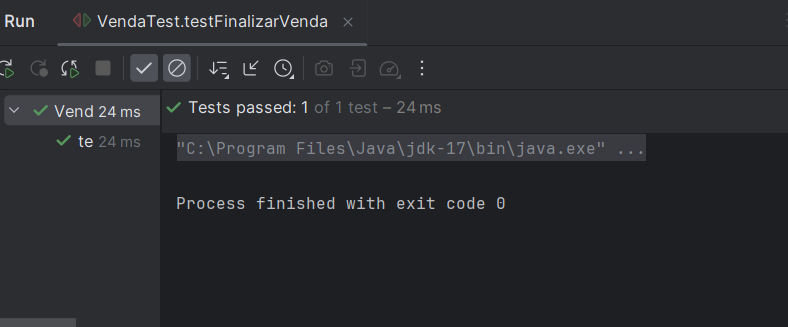 Run VendaTest.testFinalizarVenda
Vend 24 ms
te 24 ms
Tests passed: 1 of 1 test – 24 ms
"C:\Program Files\Java\jdk-17\bin\java.exe" ...
Process finished with exit code 0